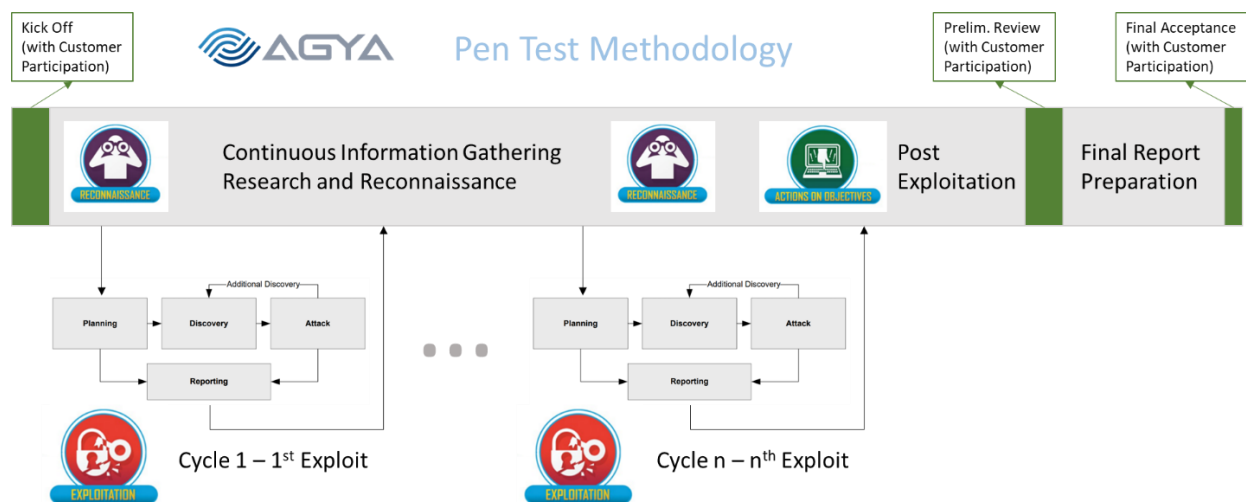 Kick Off
(with Customer
Participation)
AGYA
Pen Test Methodology
Prelim. Review
(with Customer
Participation)
Final Acceptance
(with Customer
Participation)
RECONNAISSANCE
Continuous Information Gathering
Research and Reconnaissance
RECONNAISSANCE
ACTIONS ON OBJECTIVES
Post
Exploitation
Final Report
Preparation
Additional Discovery
Planning
Discovery
Attack
Reporting
EXPLOITATION
Cycle 1 – 1st Exploit
...
Additional Discovery
Planning
Discovery
Attack
Reporting
EXPLOITATION
Cycle n – nth Exploit